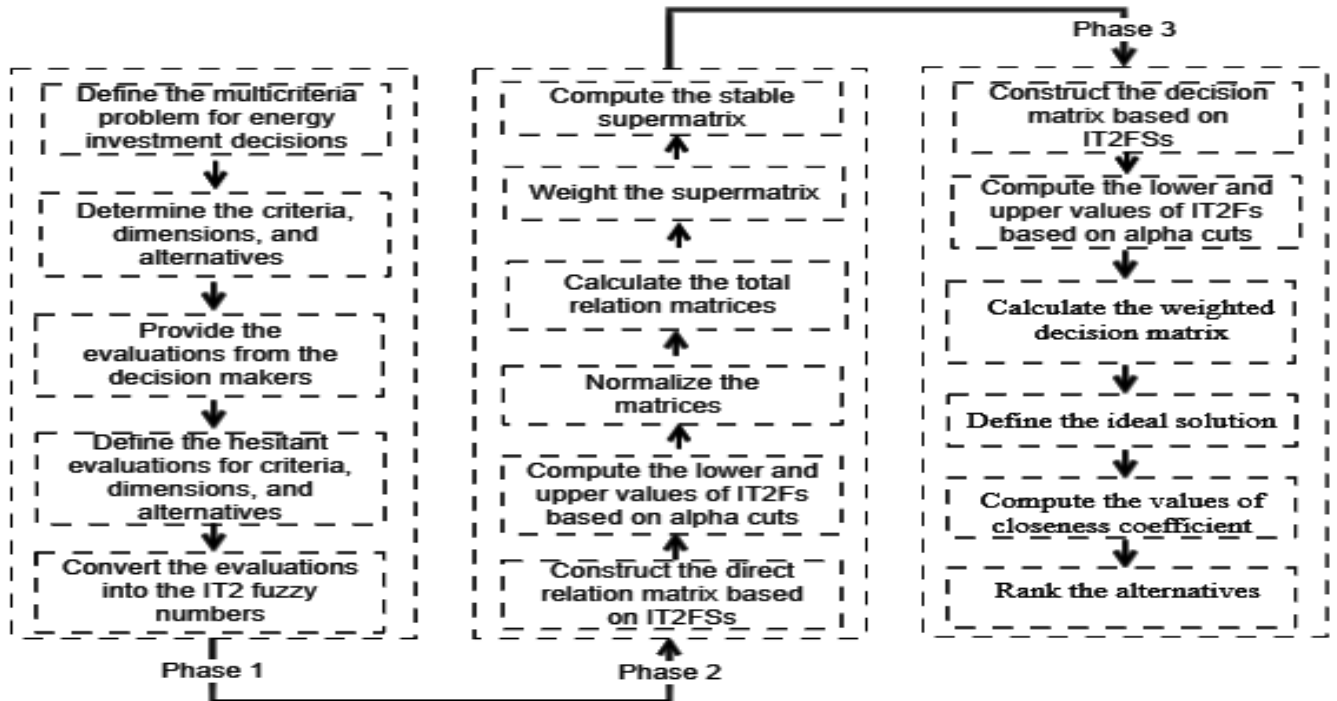 Phase 3
Define the multicriteria
problem for energy
investment decisions
Determine the criteria,
dimensions, and
alternatives
Provide the
evaluations from the
decision makers
Define the hesitant
evaluations for criteria,
dimensions, and
alternatives
Convert the evaluations
into the IT2 fuzzy
numbers
Phase 1
Compute the stable
supermatrix
Weight the supermatrix
Calculate the total
relation matrices
Normalize the
matrices
Compute the lower and
upper values of IT2Fs
based on alpha cuts
Construct the direct
relation matrix based
on IT2FSs
Phase 2
Construct the decision
matrix based on
IT2FSs
Compute the lower and
upper values of IT2Fs
based on alpha cuts
Calculate the weighted
decision matrix
Define the ideal solution
Compute the values of
closeness coefficient
Rank the alternatives